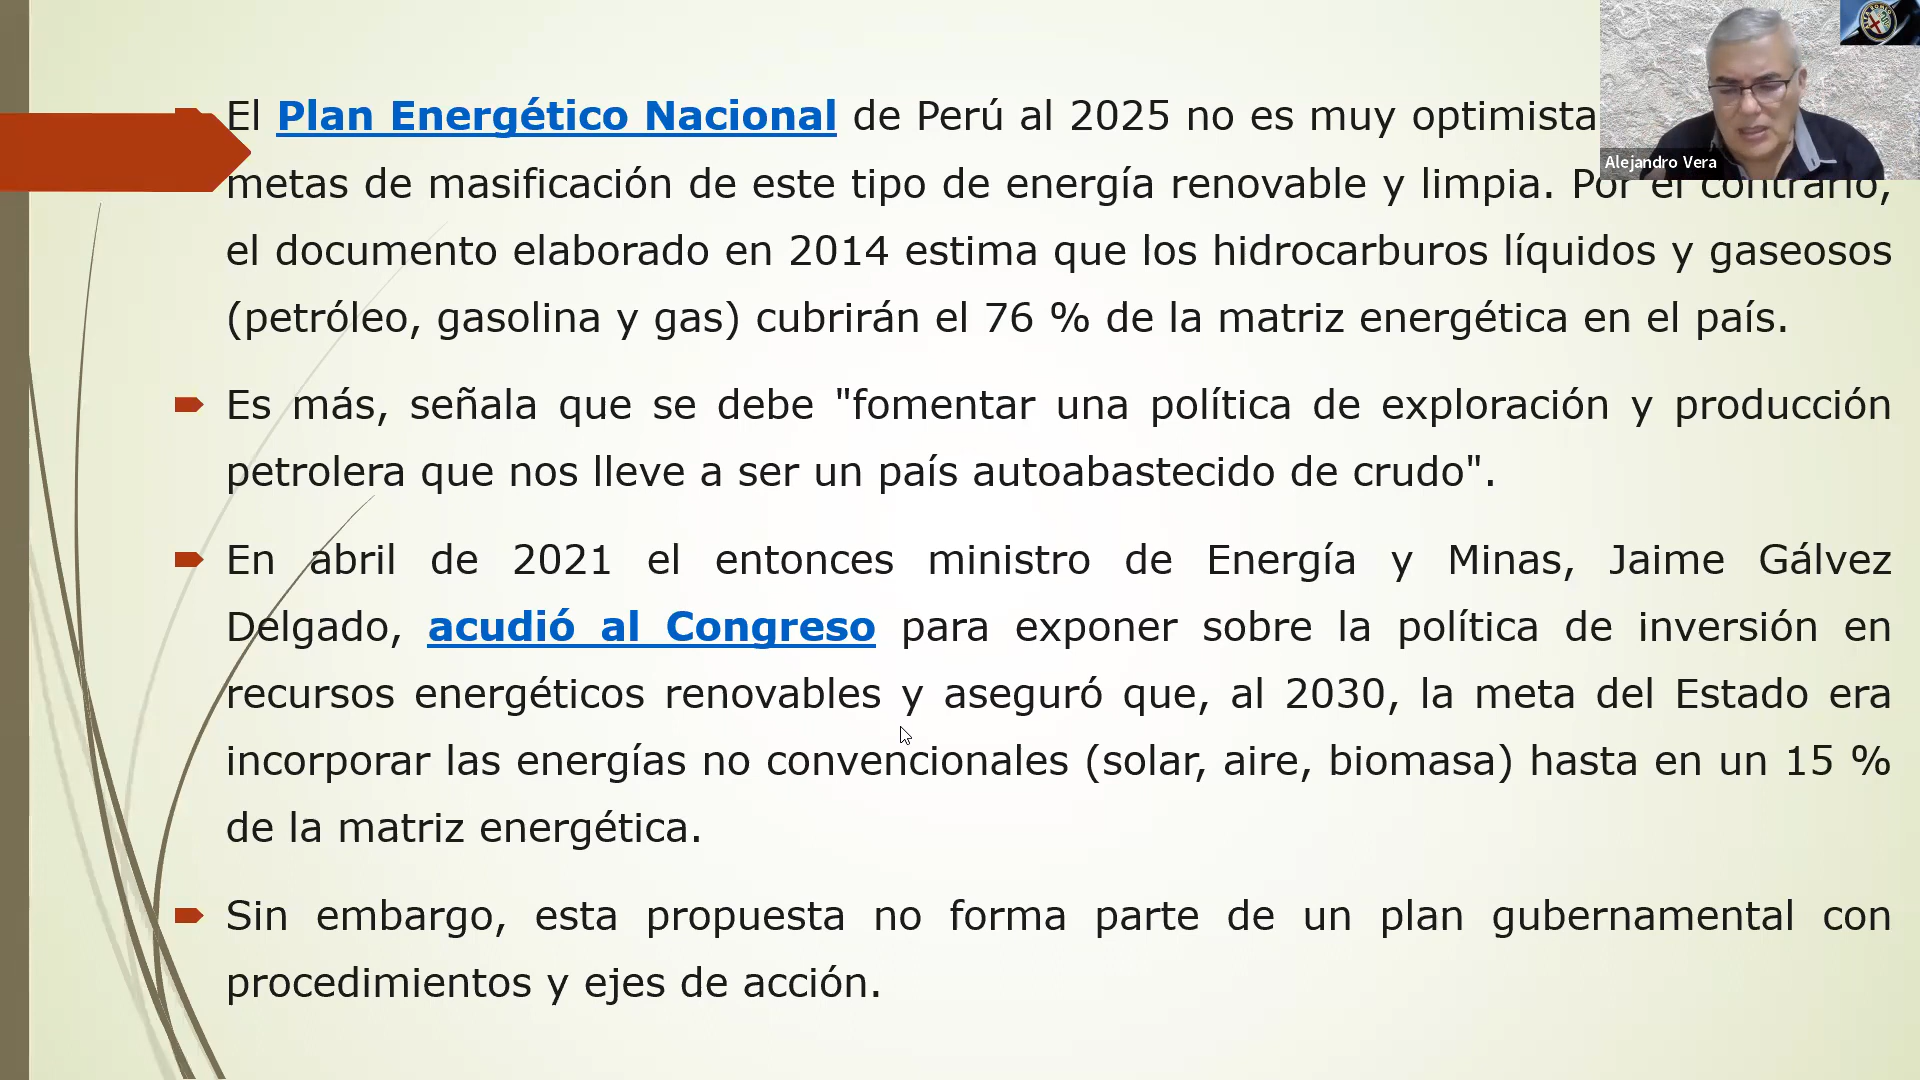 El Plan Energético Nacional de Perú al 2025 no es muy optimista
metas de masificación de este tipo de energía renovable y limpia. Por el contrario,
el documento elaborado en 2014 estima que los hidrocarburos líquidos y gaseosos
(petróleo, gasolina y gas) cubrirán el 76 % de la matriz energética en el país.
Es más, señala que se debe "fomentar una política de exploración y producción
petrolera que nos lleve a ser un país autoabastecido de crudo".
En abril de 2021 el entonces ministro de Energía y Minas, Jaime Gálvez
Delgado, acudió al Congreso para exponer sobre la política de inversión en
recursos energéticos renovables y aseguró que, al 2030, la meta del Estado era
incorporar las energías no convencionales (solar, aire, biomasa) hasta en un 15 %
de la matriz energética.
Sin embargo, esta propuesta no forma parte de un plan gubernamental con
procedimientos y ejes de acción.
Alejandro Vera